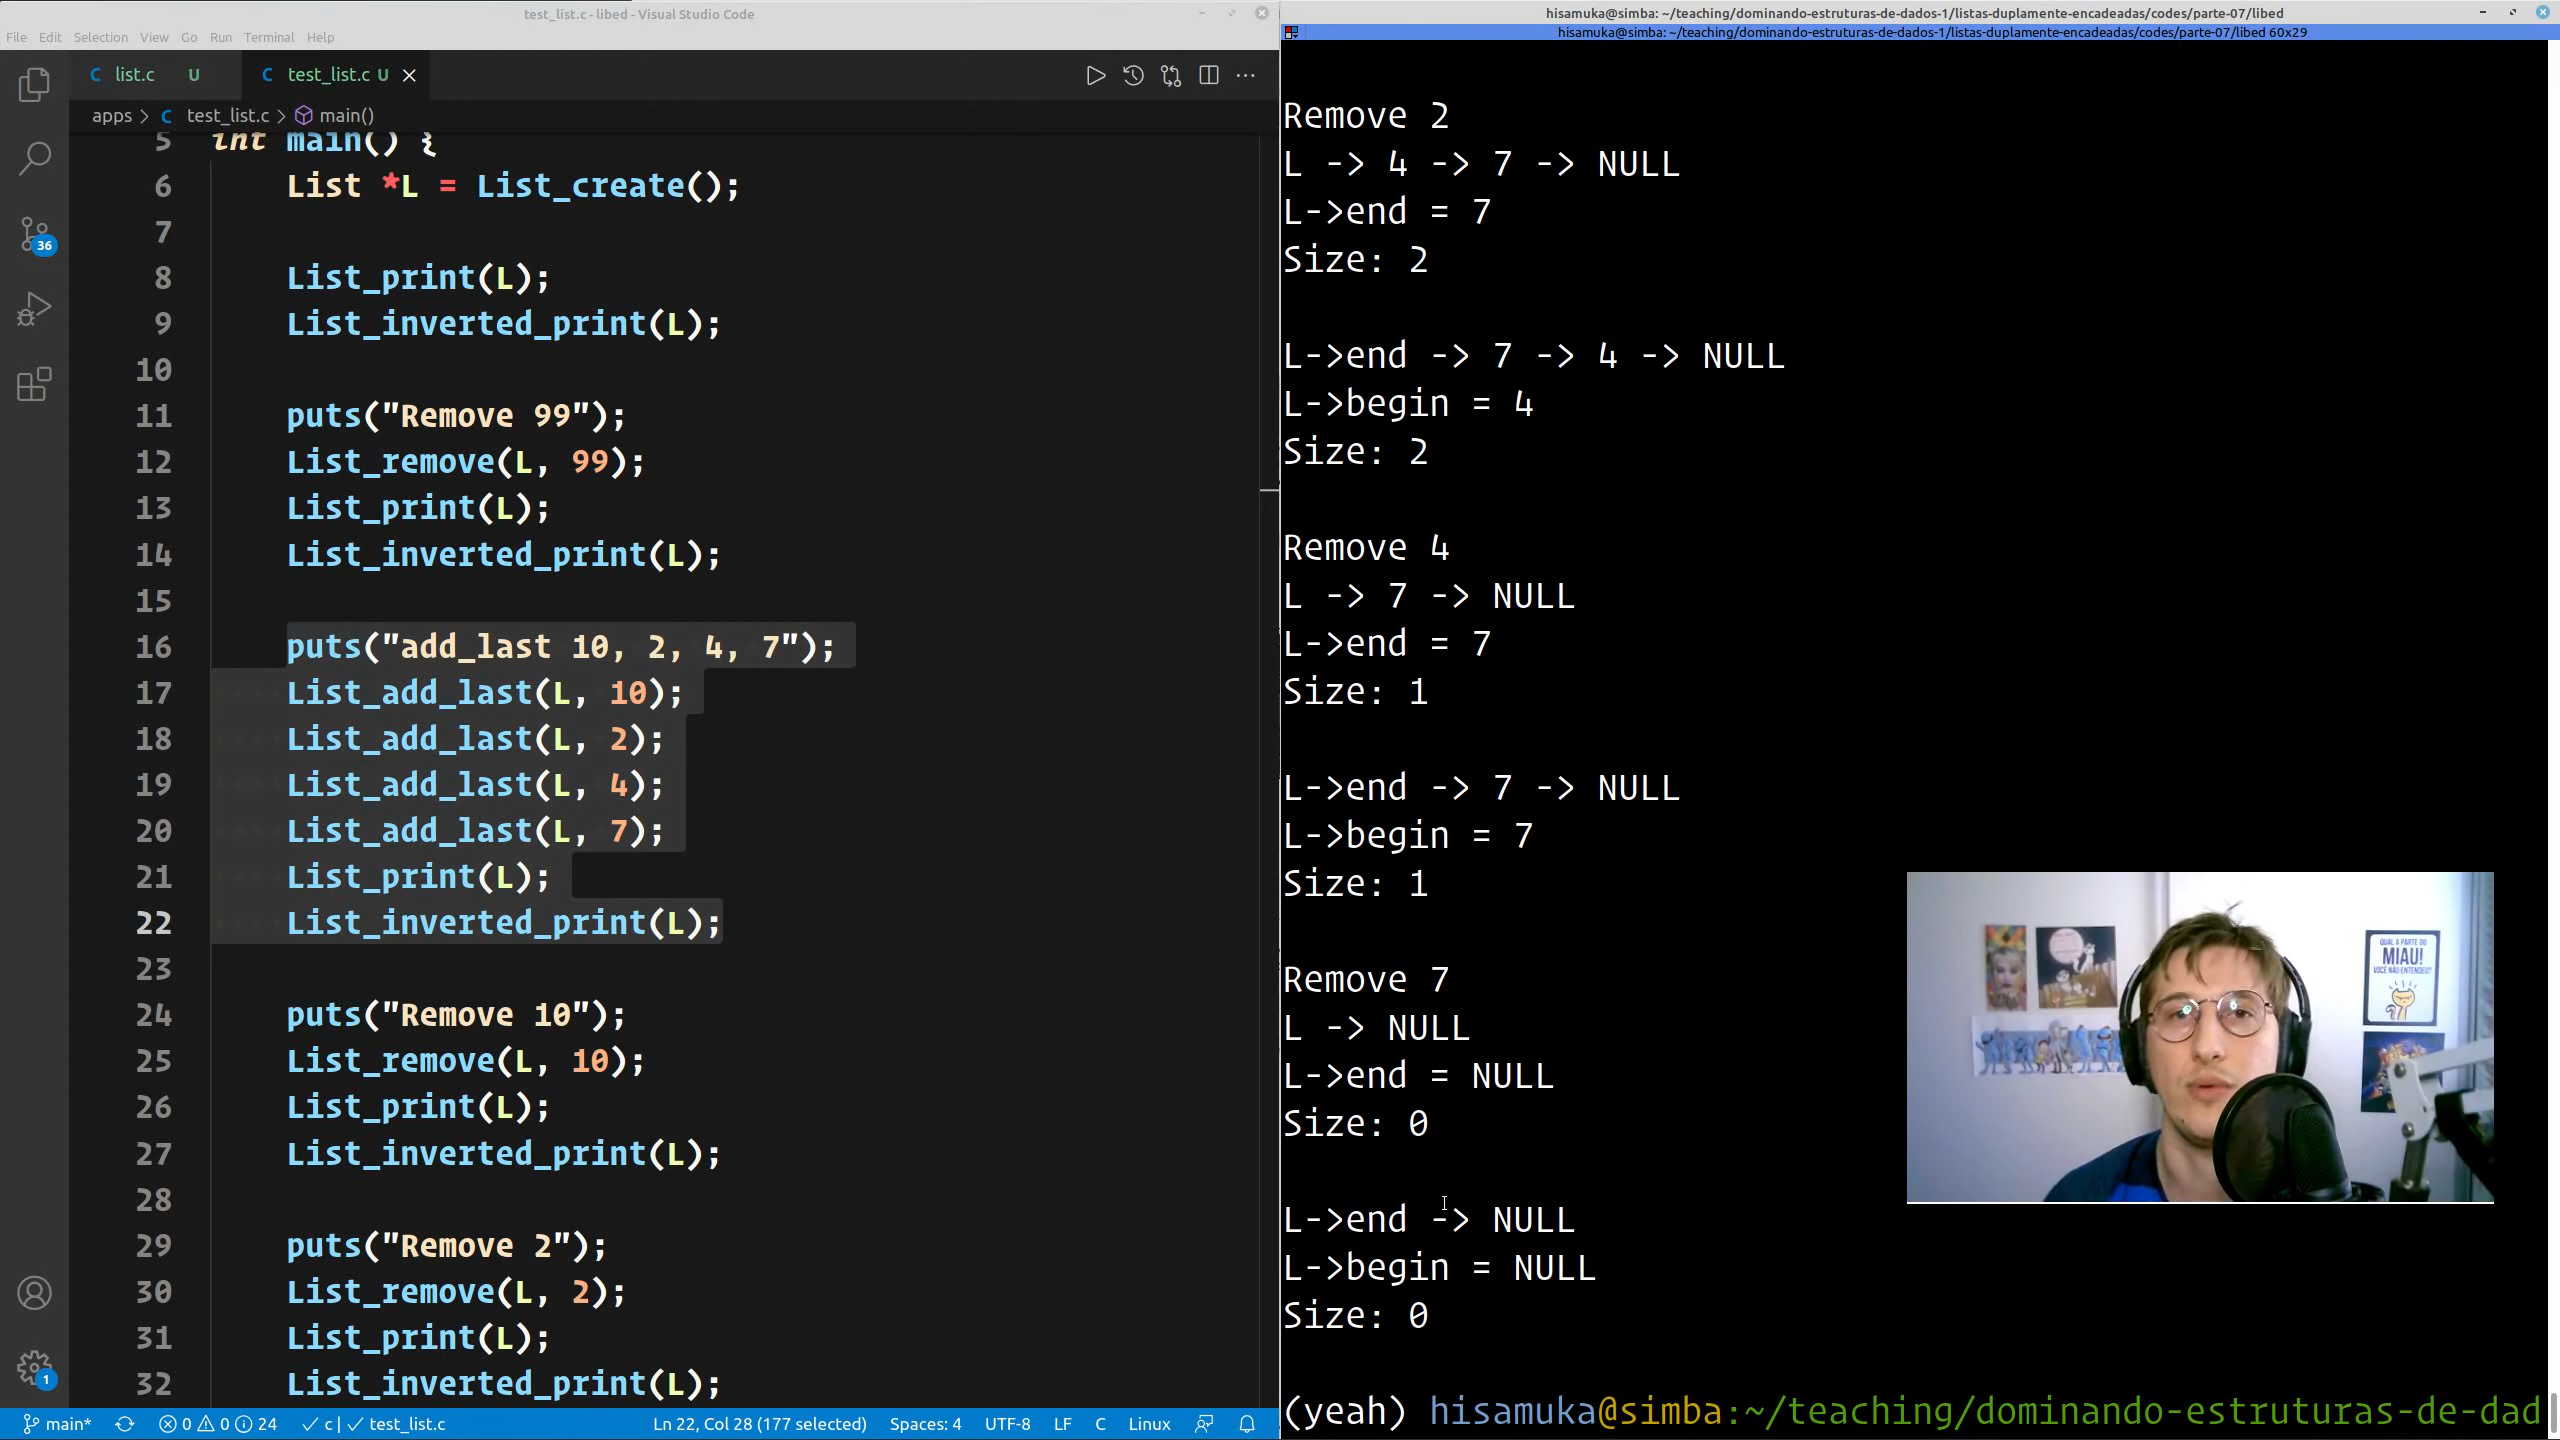 test_list.c - libed - Visual Studio Code
File Edit Selection View Go Run Terminal Help
C list.c U
C test_list.c U
apps > C test_list.c > main()
5 int main() {
6 List *L = List_create();
7
8 List_print(L);
9 List_inverted_print(L);
10
11 puts("Remove 99");
12 List_remove(L, 99);
13 List_print(L);
14 List_inverted_print(L);
15
16 puts("add_last 10, 2, 4, 7");
17 List_add_last(L, 10);
18 List_add_last(L, 2);
19 List_add_last(L, 4);
20 List_add_last(L, 7);
21 List_print(L);
22 List_inverted_print(L);
23
24 puts("Remove 10");
25 List_remove(L, 10);
26 List_print(L);
27 List_inverted_print(L);
28
29 puts("Remove 2");
30 List_remove(L, 2);
31 List_print(L);
32 List_inverted_print(L);
36
1
main* 0 0 24 c | test_list.c Ln 22, Col 28 (177 selected) Spaces: 4 UTF-8 LF C Linux
hisamuka@simba: ~/teaching/dominando-estruturas-de-dados-1/listas-duplamente-encadeadas/codes/parte-07/libed
hisamuka@simba: ~/teaching/dominando-estruturas-de-dados-1/listas-duplamente-encadeadas/codes/parte-07/libed 60x29
Remove 2
L -> 4 -> 7 -> NULL
L->end = 7
Size: 2
L->end -> 7 -> 4 -> NULL
L->begin = 4
Size: 2
Remove 4
L -> 7 -> NULL
L->end = 7
Size: 1
L->end -> 7 -> NULL
L->begin = 7
Size: 1
Remove 7
L -> NULL
L->end = NULL
Size: 0
L->end -> NULL
L->begin = NULL
Size: 0
(yeah) hisamuka@simba:~/teaching/dominando-estruturas-de-dad
QUAL A PARTE DO
MIAU!
VOCÊ NÃO ENTENDEU?